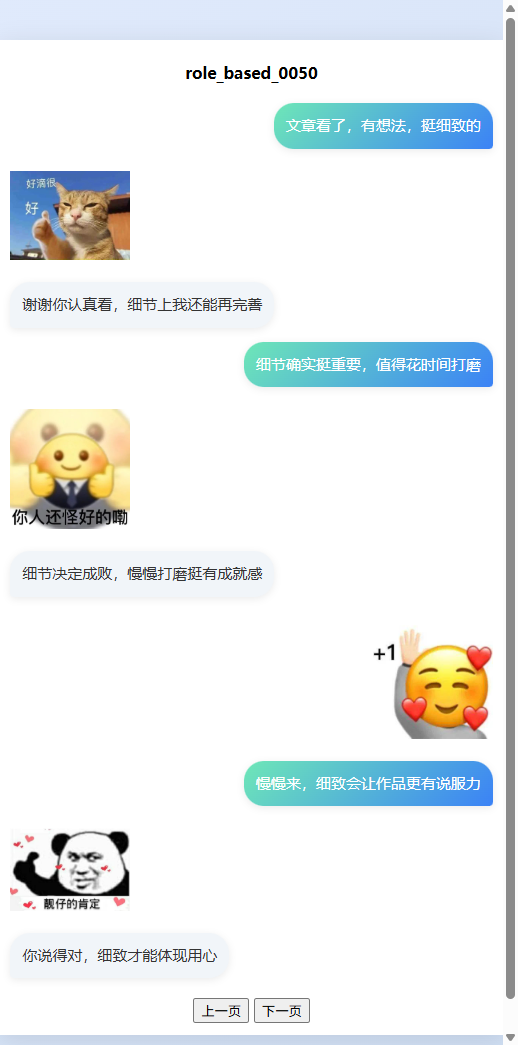 role_based_0050
文章看了，有想法，挺细致的
好滴很
好
谢谢你认真看，细节上我还能再完善
细节确实挺重要，值得花时间打磨
你人还怪好的嘞
细节决定成败，慢慢打磨挺有成就感
+1
慢慢来，细致会让作品更有说服力
靓仔的肯定
你说得对，细致才能体现用心
上一页 下一页